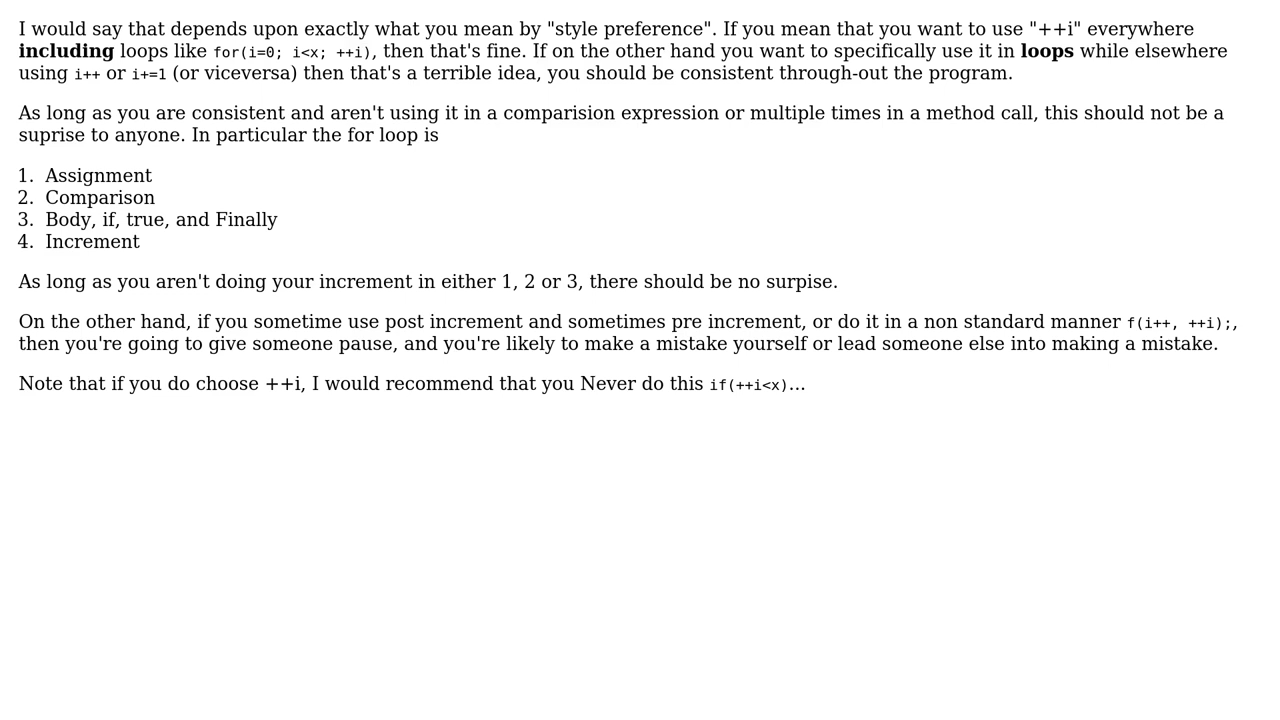 I would say that depends upon exactly what you mean by "style preference". If you mean that you want to use "++i" everywhere
including loops like for(i=0; i<x; ++i), then that's fine. If on the other hand you want to specifically use it in loops while elsewhere
using i++ or i+=1 (or viceversa) then that's a terrible idea, you should be consistent through-out the program.
As long as you are consistent and aren't using it in a comparision expression or multiple times in a method call, this should not be a
suprise to anyone. In particular the for loop is
1. Assignment
2. Comparison
3. Body, if, true, and Finally
4. Increment
As long as you aren't doing your increment in either 1, 2 or 3, there should be no surpise.
On the other hand, if you sometime use post increment and sometimes pre increment, or do it in a non standard manner f(i++, ++i);,
then you're going to give someone pause, and you're likely to make a mistake yourself or lead someone else into making a mistake.
Note that if you do choose ++i, I would recommend that you Never do this if(++i<x)...